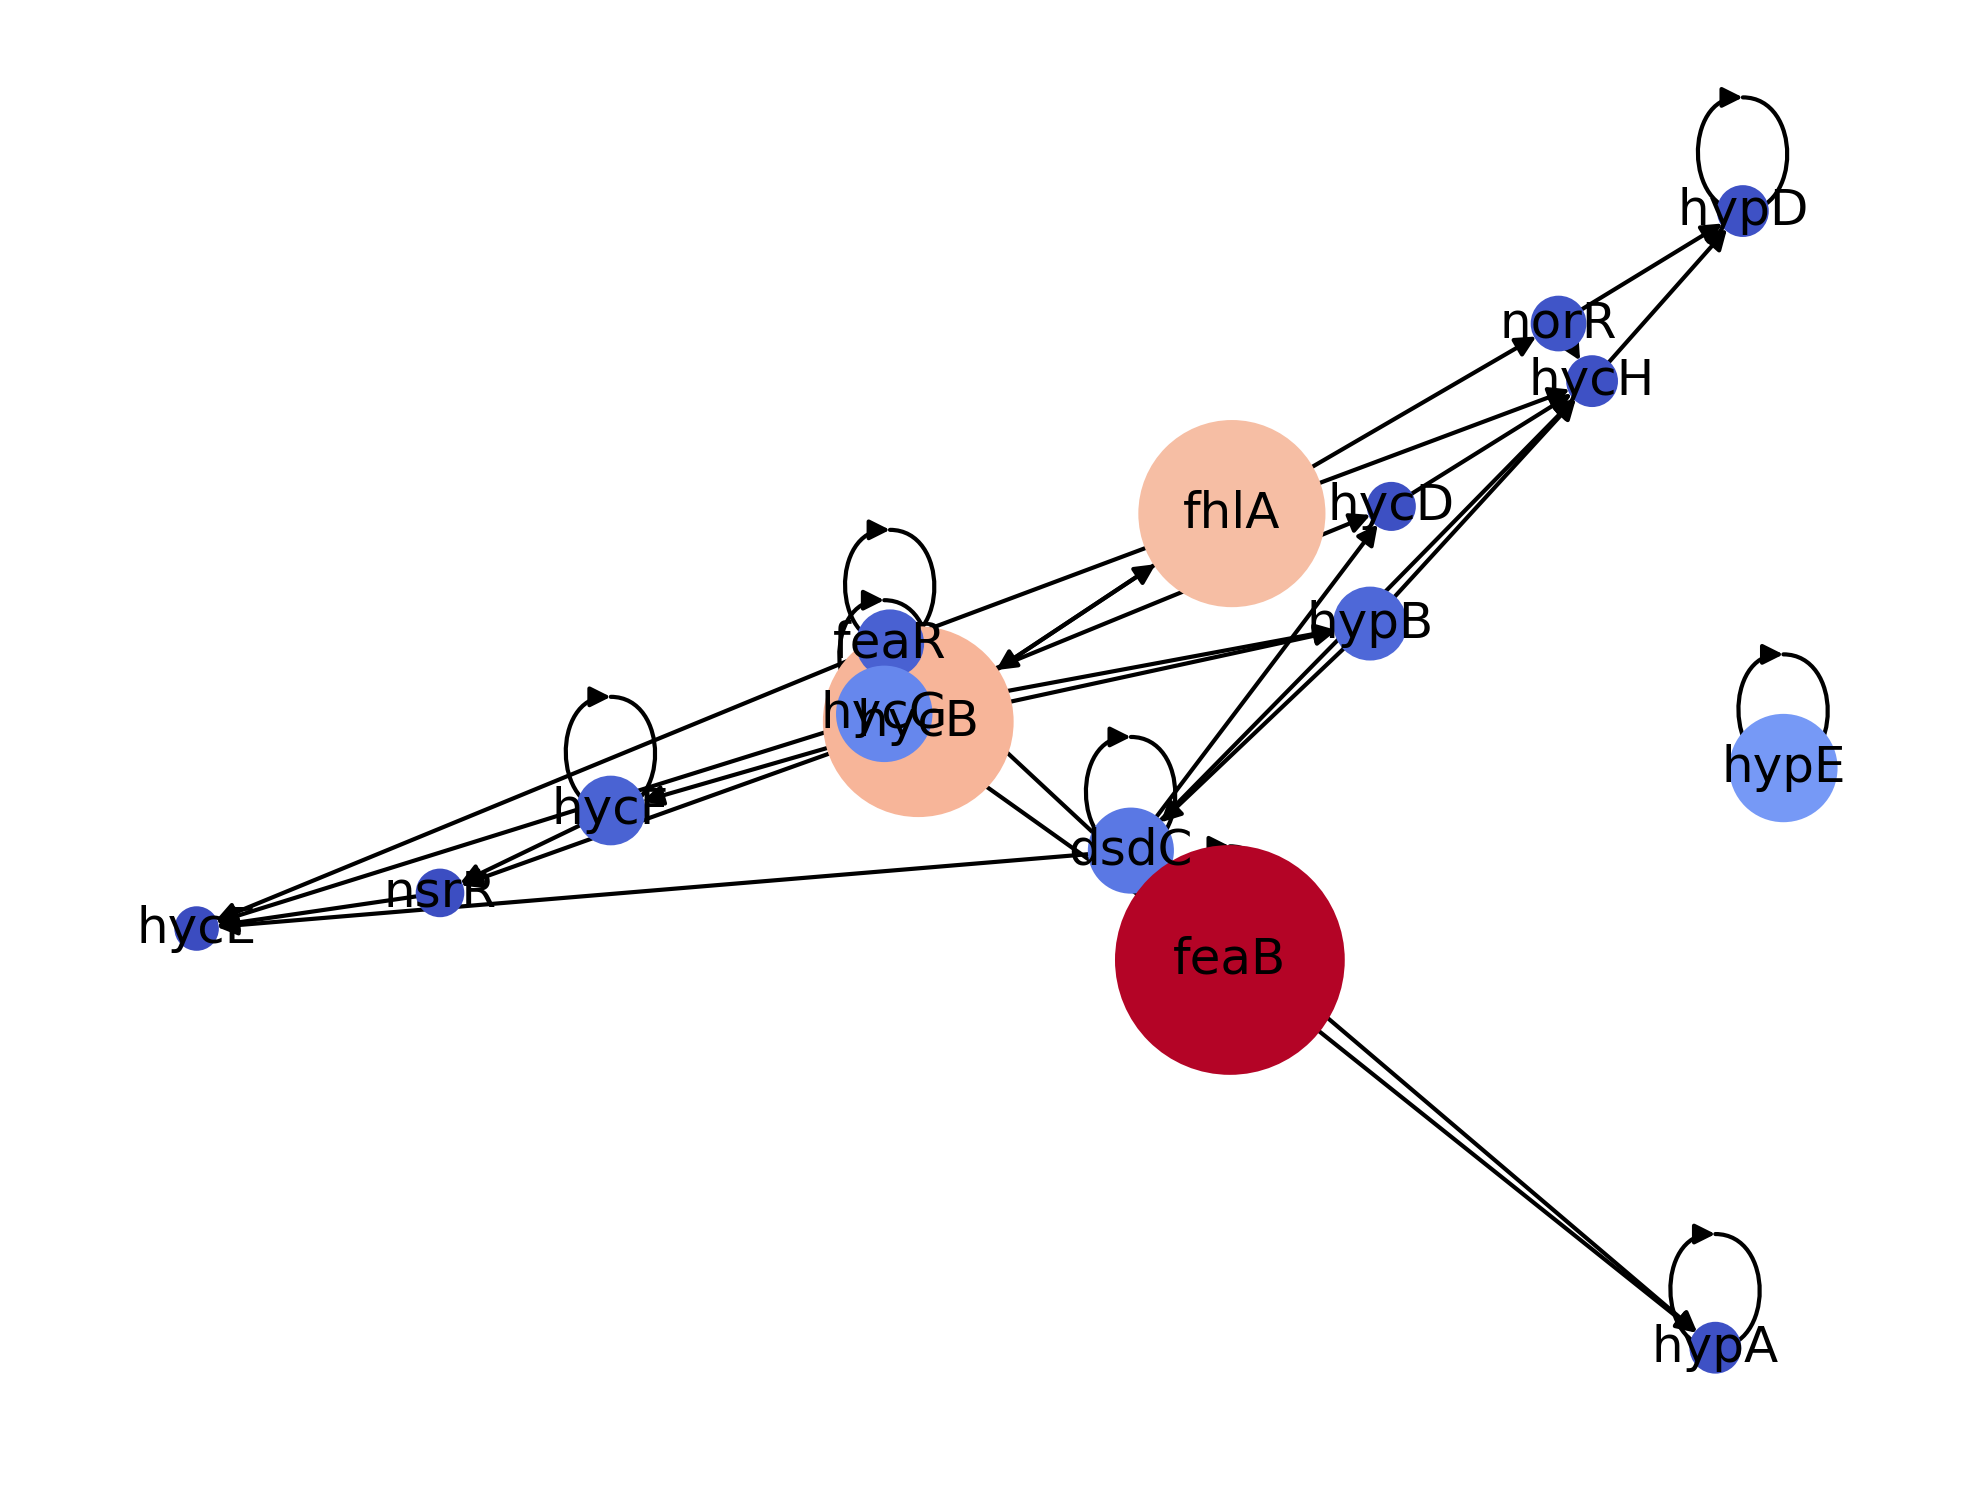 hypD
norR
hycH
hycD
fhlA
hypB
feaR
hycG
hycB
hypE
hycF
dsdC
nsrR
hycE
feaB
hypA